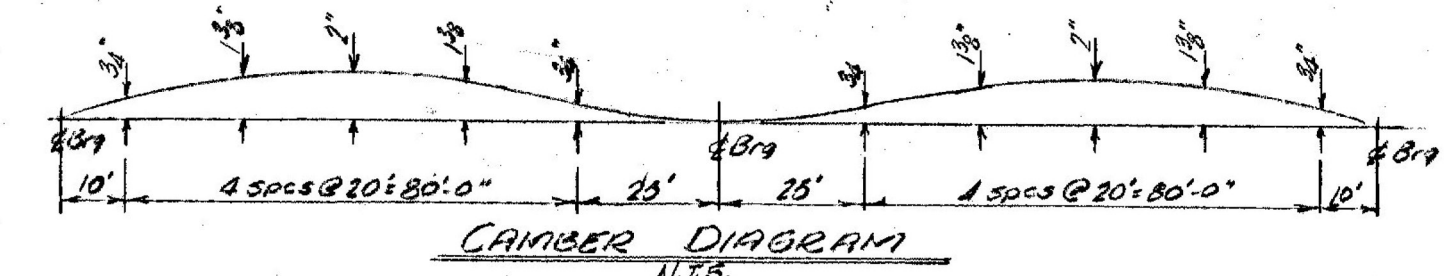 3/4" 1 3/8" 2" 1 3/8 3/4" 3/4 1 3/8" 2" 1 3/8" 3/4"
℄ Brg ℄ Brg ℄ Brg
10' 4 spcs @ 20'= 80'-0" 25' 25' 4 spcs @ 20'= 80'-0" 10'
CAMBER DIAGRAM
N.T.S.